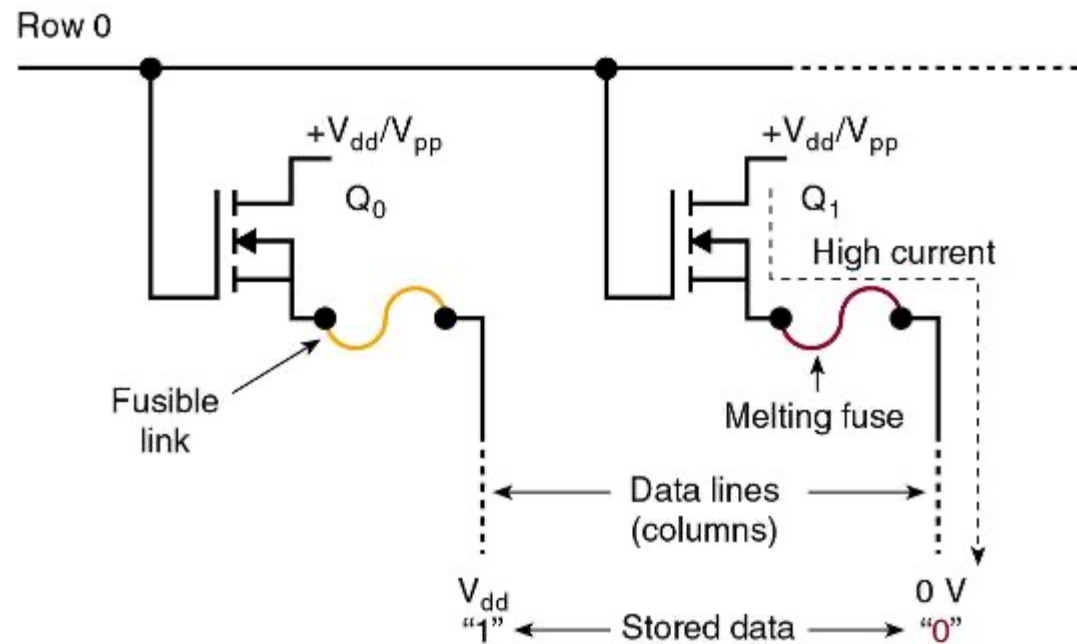 Row 0
+Vdd/Vpp
Q0
+Vdd/Vpp
Q1
High current
Fusible
link
Melting fuse
Data lines
(columns)
Vdd
0 V
“1”
Stored data
“0”